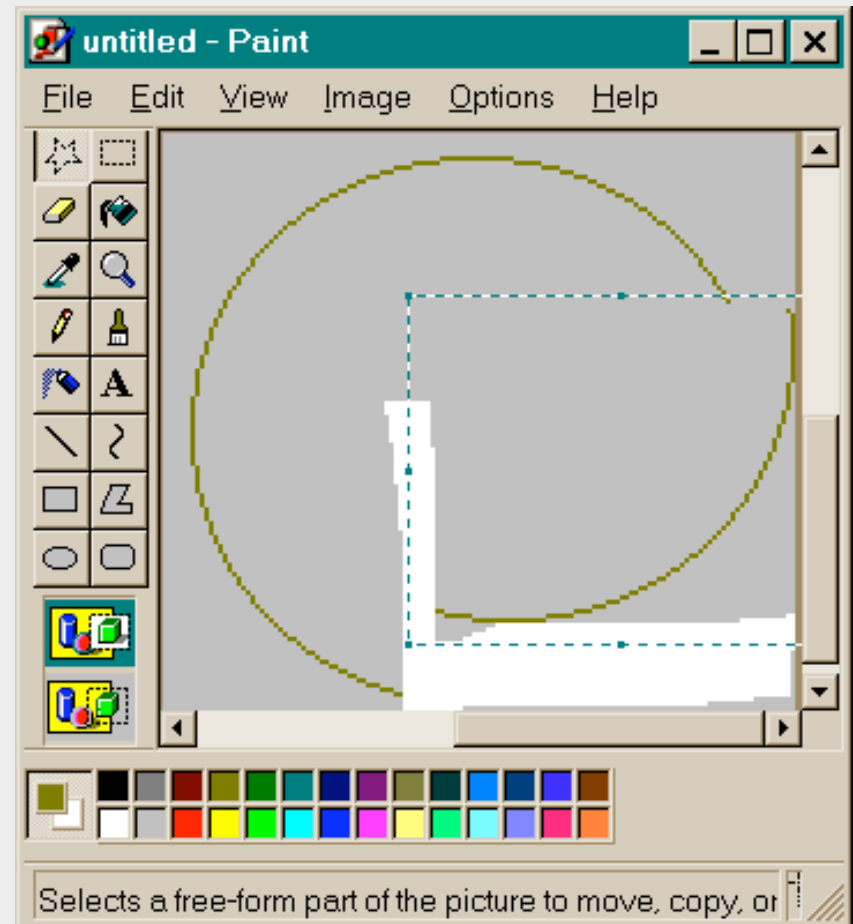 untitled - Paint
File Edit View Image Options Help
A
Selects a free-form part of the picture to move, copy, or